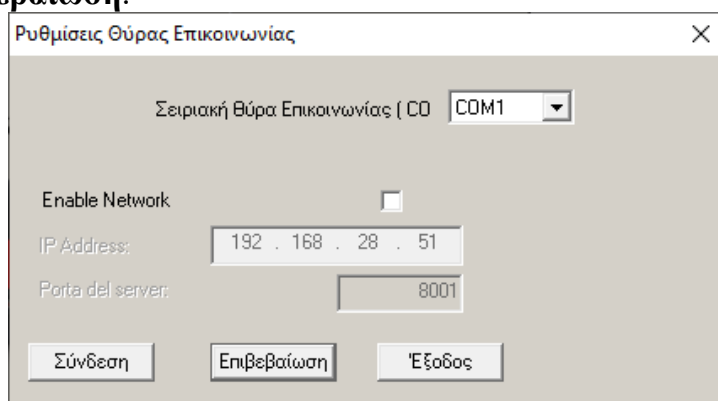 Ρυθμίσεις Θύρας Επικοινωνίας
Σειριακή Θύρα Επικοινωνίας ( CO COM1
Enable Network
IP Address: 192 . 168 . 28 . 51
Porta del server: 8001
Σύνδεση Επιβεβαίωση Έξοδος